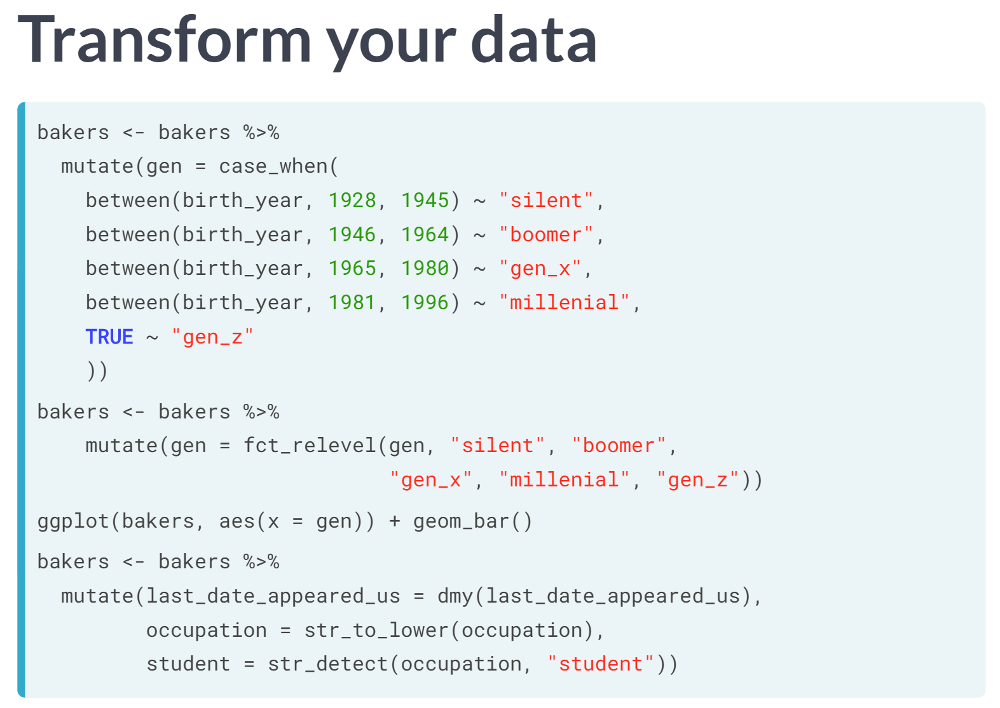 Transform your data
bakers <- bakers %>%
  mutate(gen = case_when(
    between(birth_year, 1928, 1945) ~ "silent",
    between(birth_year, 1946, 1964) ~ "boomer",
    between(birth_year, 1965, 1980) ~ "gen_x",
    between(birth_year, 1981, 1996) ~ "millenial",
    TRUE ~ "gen_z"
    ))
bakers <- bakers %>%
    mutate(gen = fct_relevel(gen, "silent", "boomer",
                             "gen_x", "millenial", "gen_z"))
ggplot(bakers, aes(x = gen)) + geom_bar()
bakers <- bakers %>%
  mutate(last_date_appeared_us = dmy(last_date_appeared_us),
         occupation = str_to_lower(occupation),
         student = str_detect(occupation, "student"))